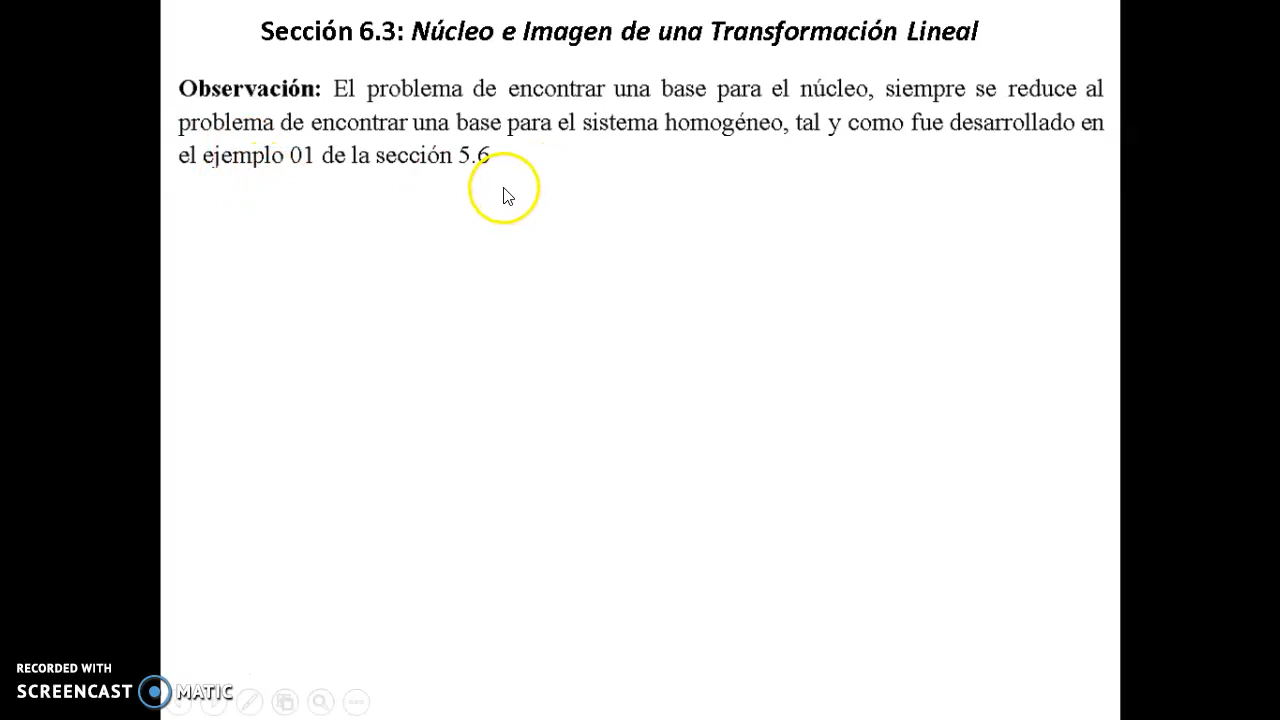 Sección 6.3: Núcleo e Imagen de una Transformación Lineal
Observación: El problema de encontrar una base para el núcleo, siempre se reduce al
problema de encontrar una base para el sistema homogéneo, tal y como fue desarrollado en
el ejemplo 01 de la sección 5.6
RECORDED WITH
SCREENCAST MATIC